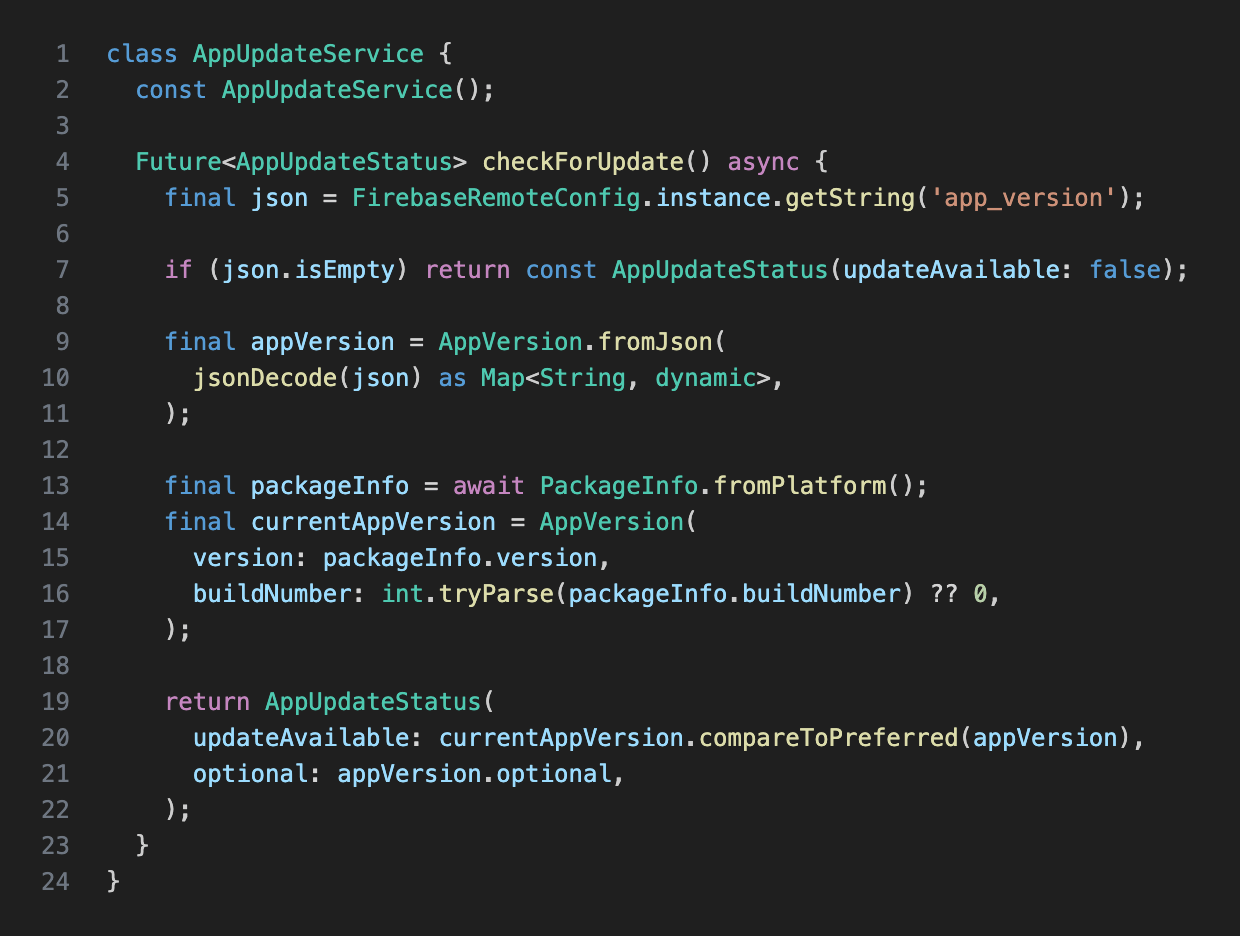 1 class AppUpdateService {
2   const AppUpdateService();
3
4   Future<AppUpdateStatus> checkForUpdate() async {
5     final json = FirebaseRemoteConfig.instance.getString('app_version');
6
7     if (json.isEmpty) return const AppUpdateStatus(updateAvailable: false);
8
9     final appVersion = AppVersion.fromJson(
10       jsonDecode(json) as Map<String, dynamic>,
11     );
12
13     final packageInfo = await PackageInfo.fromPlatform();
14     final currentAppVersion = AppVersion(
15       version: packageInfo.version,
16       buildNumber: int.tryParse(packageInfo.buildNumber) ?? 0,
17     );
18
19     return AppUpdateStatus(
20       updateAvailable: currentAppVersion.compareToPreferred(appVersion),
21       optional: appVersion.optional,
22     );
23   }
24 }